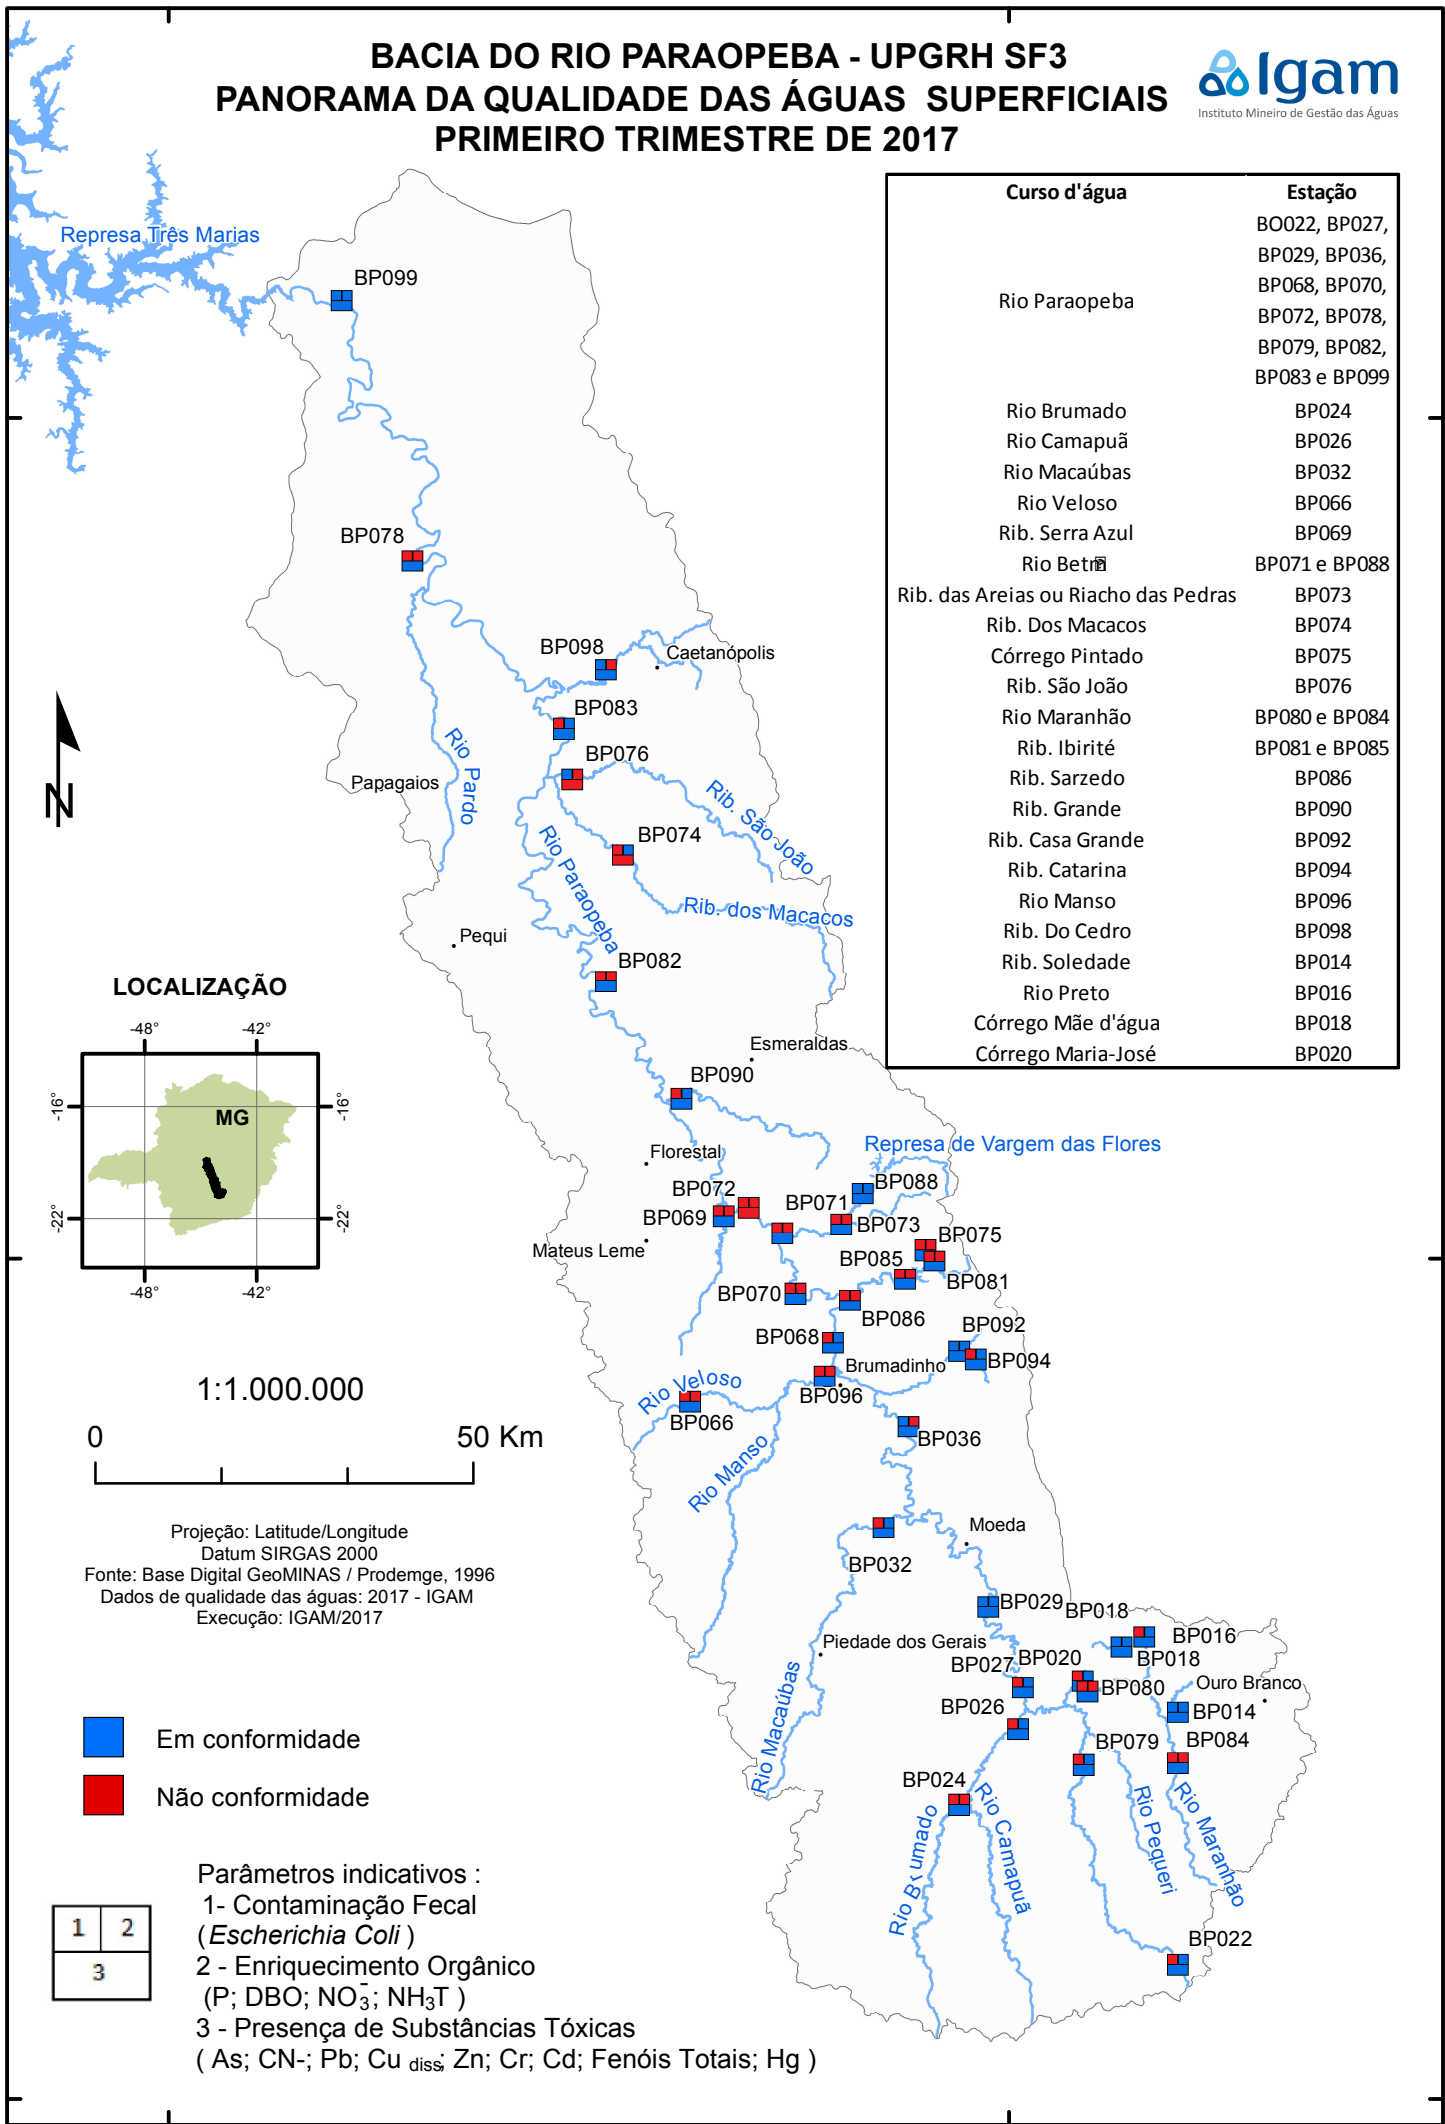 BACIA DO RIO PARAOPEBA - UPGRH SF3
PANORAMA DA QUALIDADE DAS ÁGUAS SUPERFICIAIS
PRIMEIRO TRIMESTRE DE 2017
Igam
Instituto Mineiro de Gestão das Águas
Curso d'água Estação
BO022, BP027,
BP029, BP036,
BP068, BP070,
Rio Paraopeba
BP072, BP078,
BP079, BP082,
BP083 e BP099
Rio Brumado BP024
Rio Camapuã BP026
Rio Macaúbas BP032
Rio Veloso BP066
Rib. Serra Azul BP069
Rio Betm BP071 e BP088
Rib. das Areias ou Riacho das Pedras BP073
Rib. Dos Macacos BP074
Córrego Pintado BP075
Rib. São João BP076
Rio Maranhão BP080 e BP084
Rib. Ibirité BP081 e BP085
Rib. Sarzedo BP086
Rib. Grande BP090
Rib. Casa Grande BP092
Rib. Catarina BP094
Rio Manso BP096
Rib. Do Cedro BP098
Rib. Soledade BP014
Rio Preto BP016
Córrego Mãe d'água BP018
Córrego Maria-José BP020
Represa Três Marias
BP099
BP078
BP098
Caetanópolis
BP083
BP076
Rio Pardo
Papagaios
Rib. São João
BP074
Rio Paraopeba
Rib. dos Macacos
Pequi
BP082
Esmeraldas
BP090
Florestal
Represa de Vargem das Flores
BP088
BP072
BP071
BP069
BP073
Mateus Leme
BP075
BP085
BP081
BP070
BP086
BP068
BP092
Brumadinho
BP094
Rio Veloso
BP096
BP066
BP036
Rio Manso
Moeda
BP032
BP029
BP018
BP016
Piedade dos Gerais
BP018
BP027
BP020
BP080
Ouro Branco
BP026
BP014
BP079
BP084
Rio Macaúbas
BP024
Rio Brumado
Rio Camapuã
Rio Pequeri
Rio Maranhão
BP022
N
LOCALIZAÇÃO
-48° -42°
-16° MG -16°
-22° -22°
-48° -42°
1:1.000.000
0 50 Km
Projeção: Latitude/Longitude
Datum SIRGAS 2000
Fonte: Base Digital GeoMINAS / Prodemge, 1996
Dados de qualidade das águas: 2017 - IGAM
Execução: IGAM/2017
Em conformidade
Não conformidade
1 2
3
Parâmetros indicativos :
1- Contaminação Fecal
(Escherichia Coli )
2 - Enriquecimento Orgânico
(P; DBO; NO₃⁻; NH₃T )
3 - Presença de Substâncias Tóxicas
( As; CN-; Pb; Cu diss; Zn; Cr; Cd; Fenóis Totais; Hg )